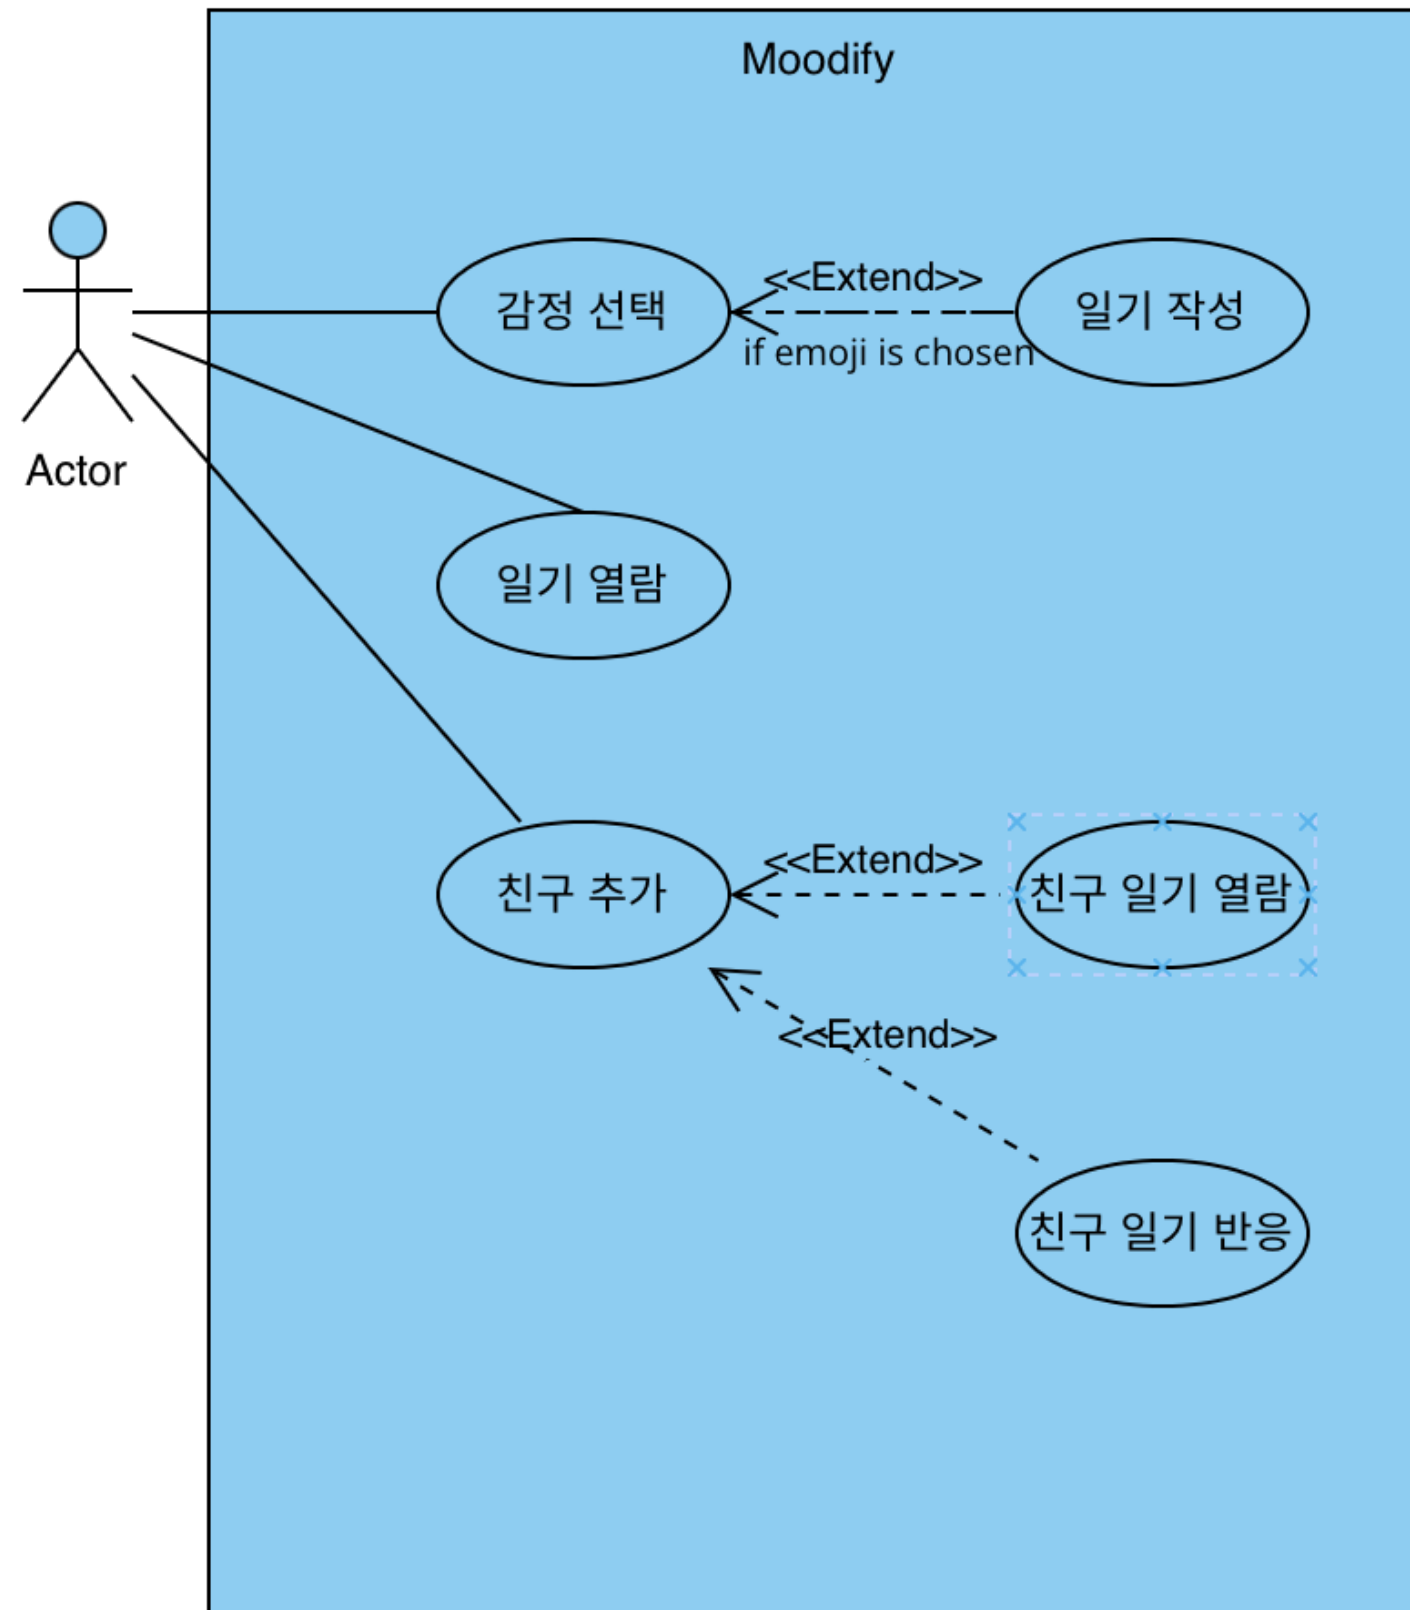 Moodify
감정 선택
<<Extend>>
if emoji is chosen
일기 작성
Actor
일기 열람
친구 추가
<<Extend>>
친구 일기 열람
<<Extend>>
친구 일기 반응